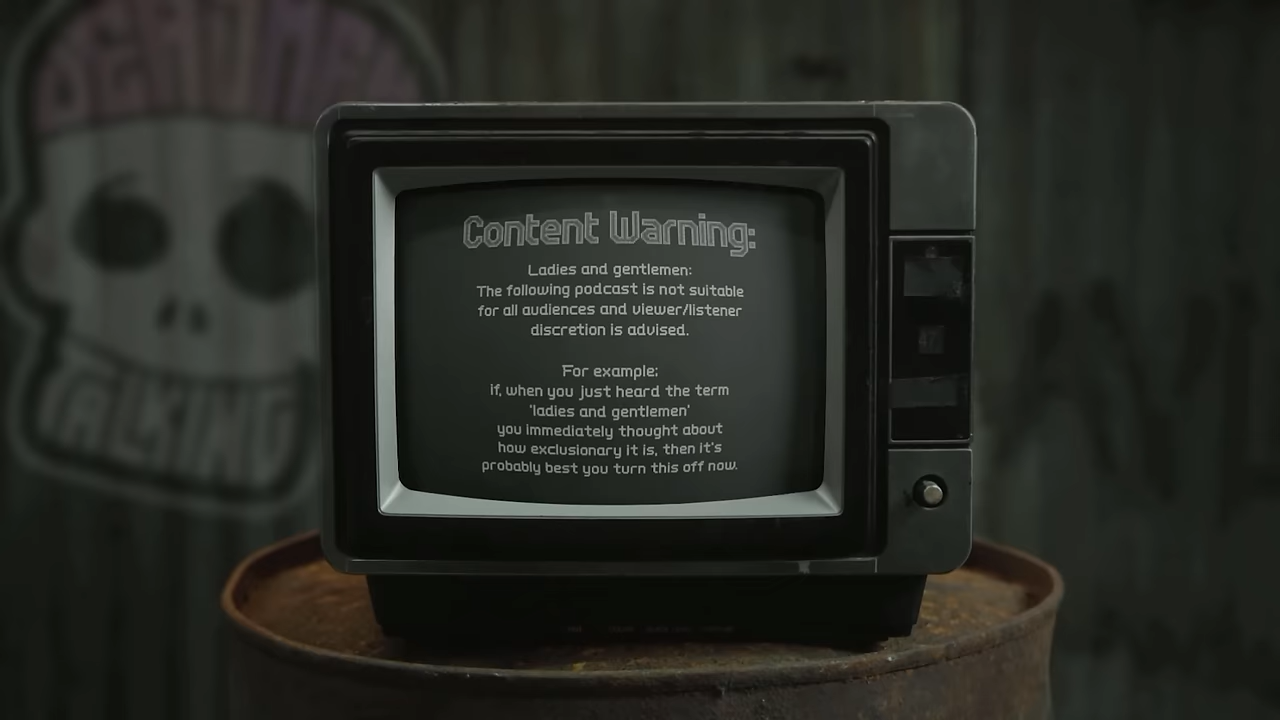 Content Warning:
Ladies and gentlemen:
The following podcast is not suitable
for all audiences and viewer/listener
discretion is advised.
For example:
if, when you just heard the term
'ladies and gentlemen'
you immediately thought about
how exclusionary it is, then it's
probably best you turn this off now.
TALKING